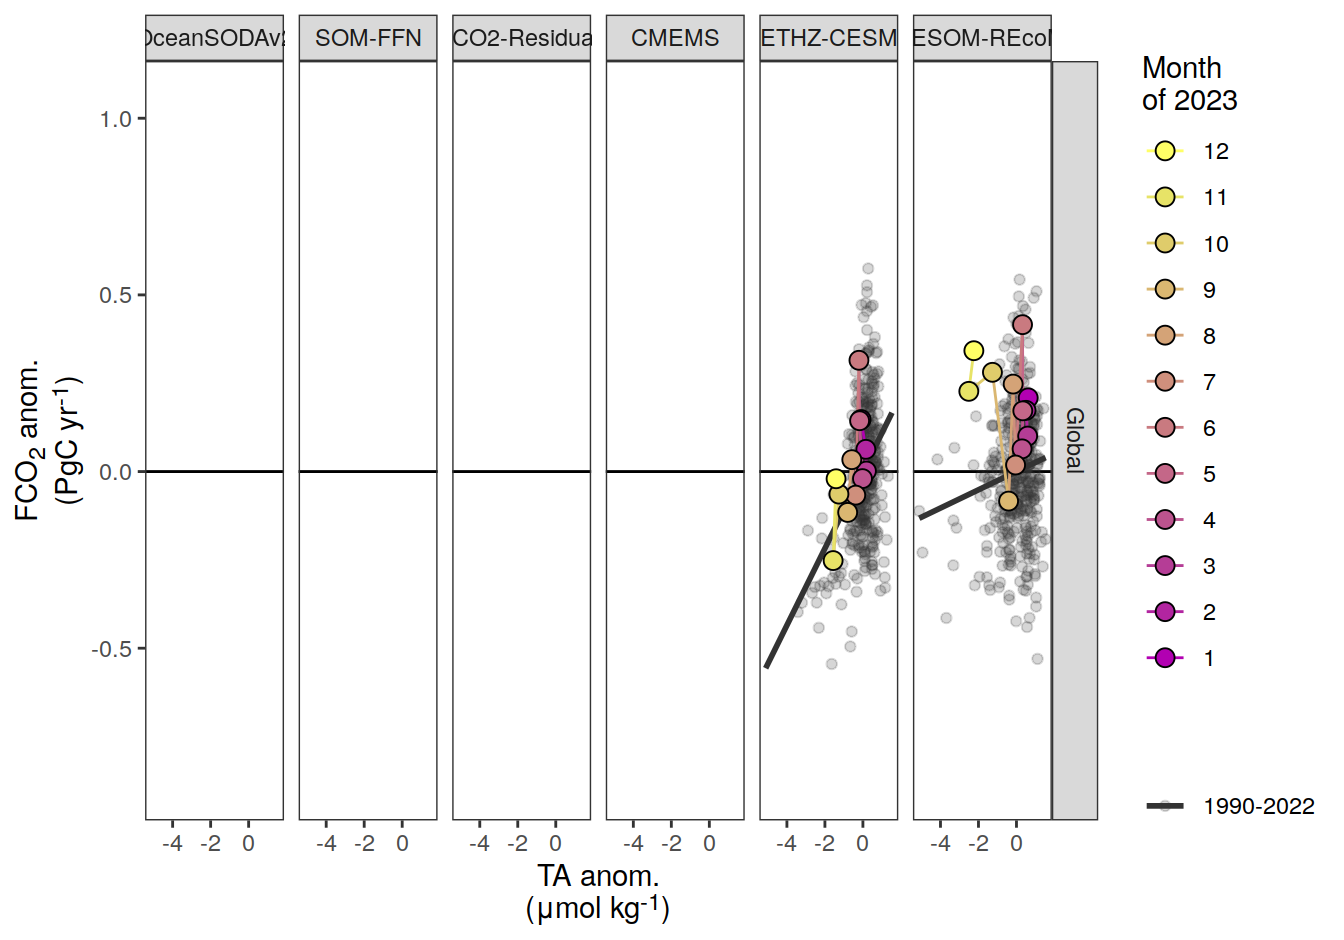 OceanSODAv2
SOM-FFN
CO2-Residua
CMEMS
ETHZ-CESM
ESOM-REcoM
Month
of 2023
12
11
10
9
8
7
6
5
4
3
2
1
1990-2022
1.0
0.5
0.0
-0.5
FCO2 anom.
(PgC yr-1)
Global
-4 -2 0
-4 -2 0
-4 -2 0
-4 -2 0
-4 -2 0
-4 -2 0
TA anom.
(µmol kg-1)